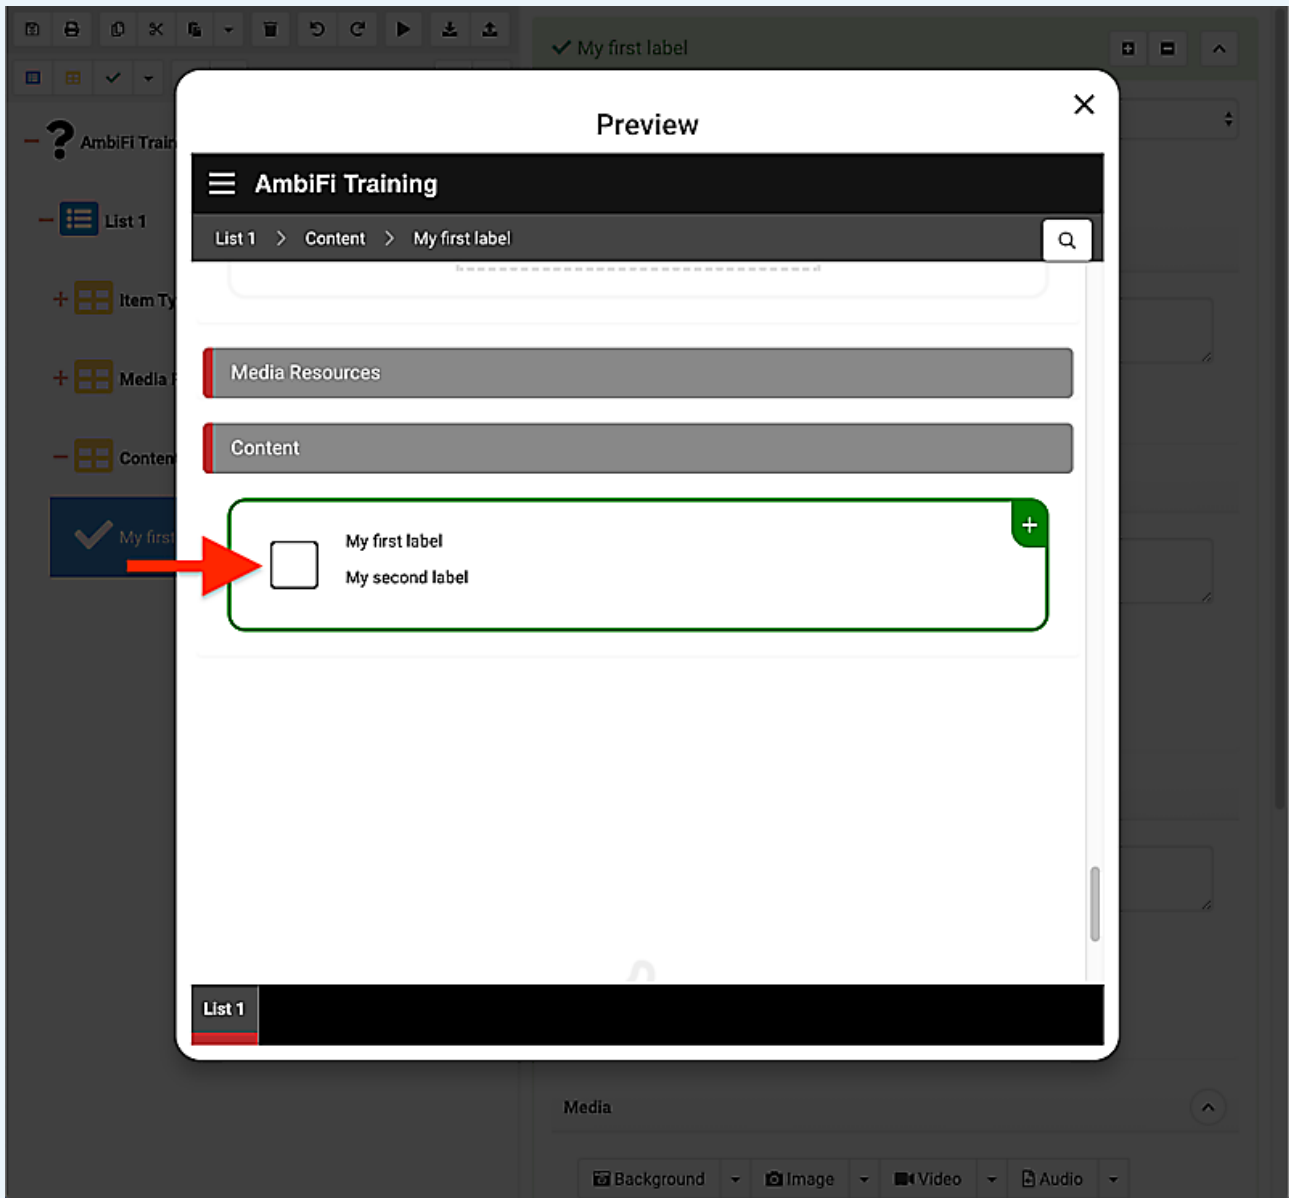 My first label
Preview
AmbiFi Train
AmbiFi Training
List 1
List 1 > Content > My first label
Item Ty
Media Resources
Media
Content
Conten
My first label
My first
My second label
List 1
Media
Background
Image
Video
Audio